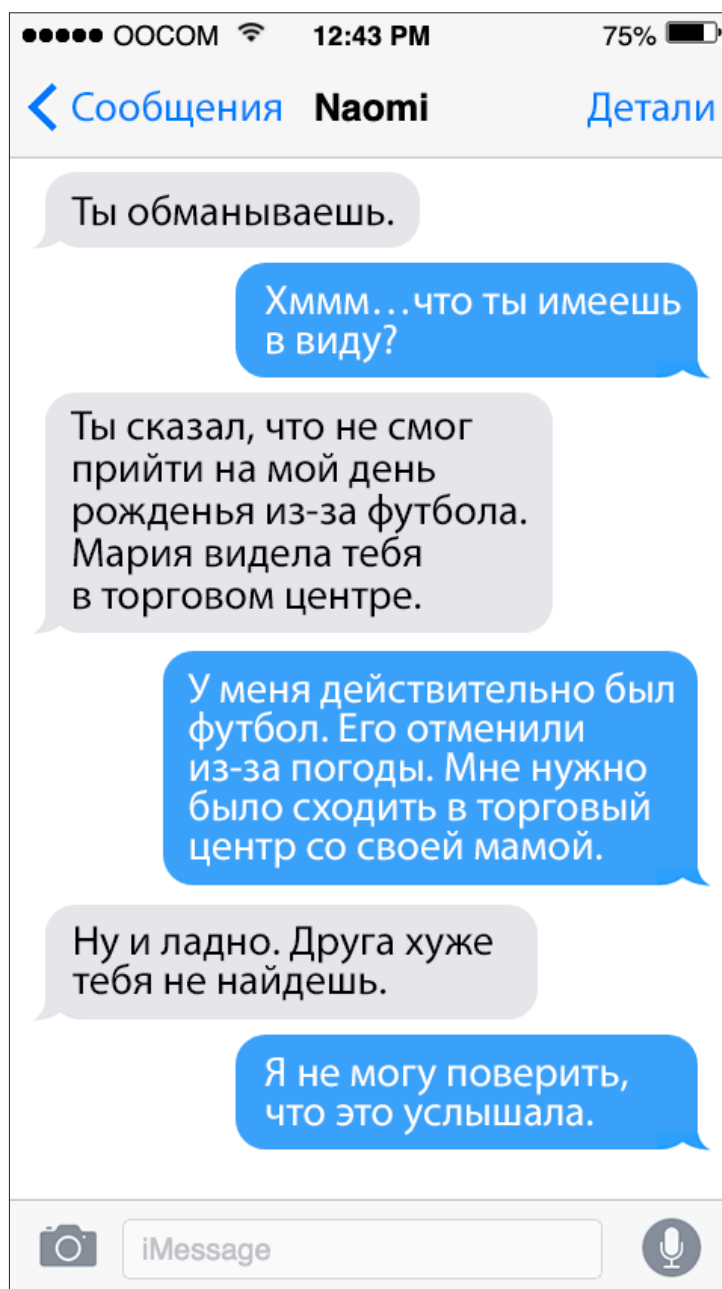 OOCOM 12:43 PM 75%
Сообщения Naomi Детали
Ты обманываешь.
Хммм...что ты имеешь
в виду?
Ты сказал, что не смог
прийти на мой день
рожденья из-за футбола.
Мария видела тебя
в торговом центре.
У меня действительно был
футбол. Его отменили
из-за погоды. Мне нужно
было сходить в торговый
центр со своей мамой.
Ну и ладно. Друга хуже
тебя не найдешь.
Я не могу поверить,
что это услышала.
iMessage